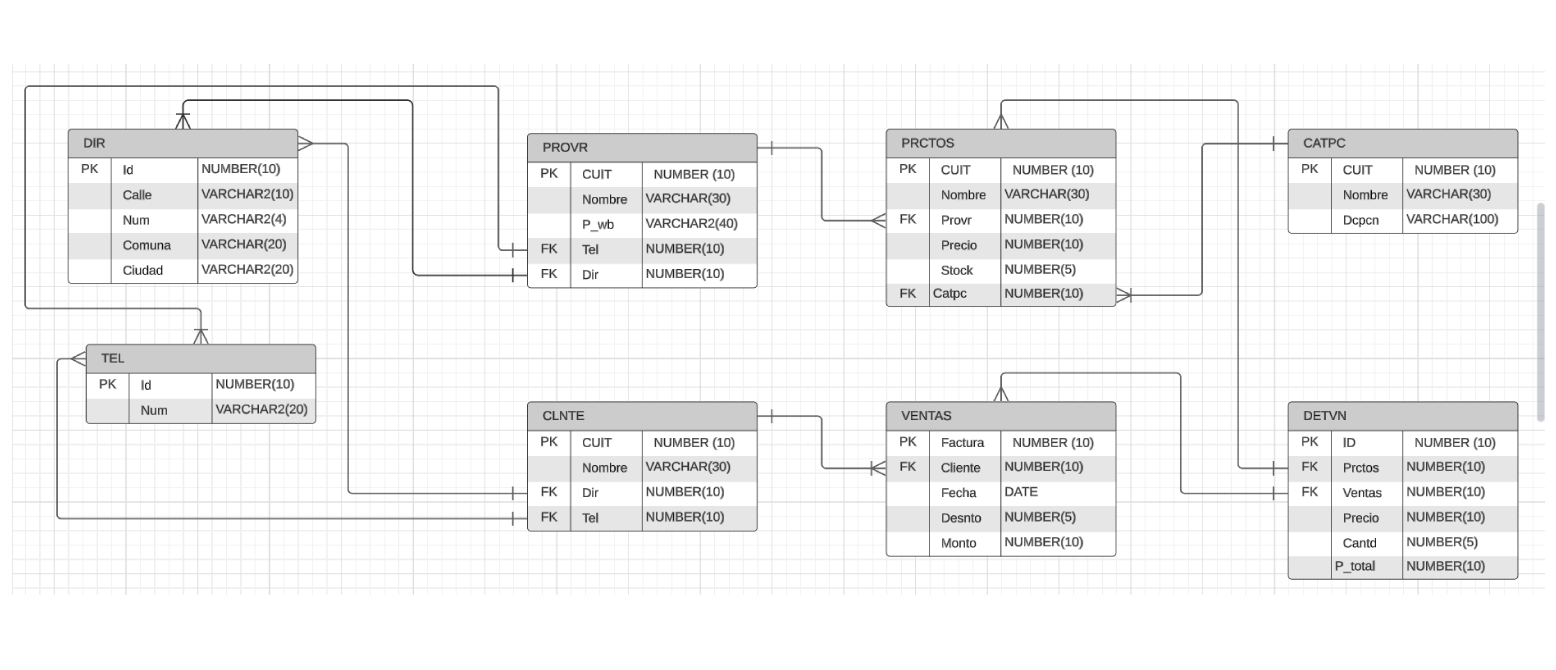 DIR
PK Id NUMBER(10)
Calle VARCHAR2(10)
Num VARCHAR2(4)
Comuna VARCHAR(20)
Ciudad VARCHAR2(20)
PROVR
PK CUIT NUMBER (10)
Nombre VARCHAR(30)
P_wb VARCHAR2(40)
FK Tel NUMBER(10)
FK Dir NUMBER(10)
PRCTOS
PK CUIT NUMBER (10)
Nombre VARCHAR(30)
FK Provr NUMBER(10)
Precio NUMBER(10)
Stock NUMBER(5)
FK Catpc NUMBER(10)
CATPC
PK CUIT NUMBER (10)
Nombre VARCHAR(30)
Dcpcn VARCHAR(100)
TEL
PK Id NUMBER(10)
Num VARCHAR2(20)
CLNTE
PK CUIT NUMBER (10)
Nombre VARCHAR(30)
FK Dir NUMBER(10)
FK Tel NUMBER(10)
VENTAS
PK Factura NUMBER (10)
FK Cliente NUMBER(10)
Fecha DATE
Desnto NUMBER(5)
Monto NUMBER(10)
DETVN
PK ID NUMBER (10)
FK Prctos NUMBER(10)
FK Ventas NUMBER(10)
Precio NUMBER(10)
Cantd NUMBER(5)
P_total NUMBER(10)